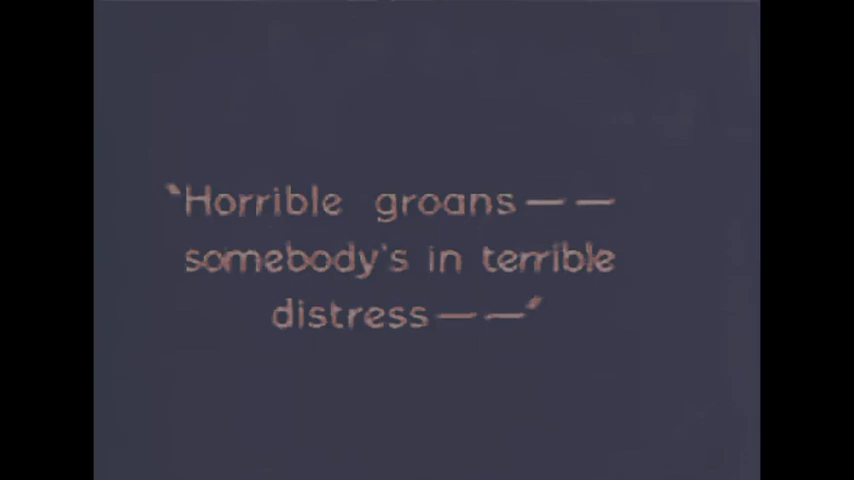 "Horrible groans — —
somebody's in terrible
distress — —"